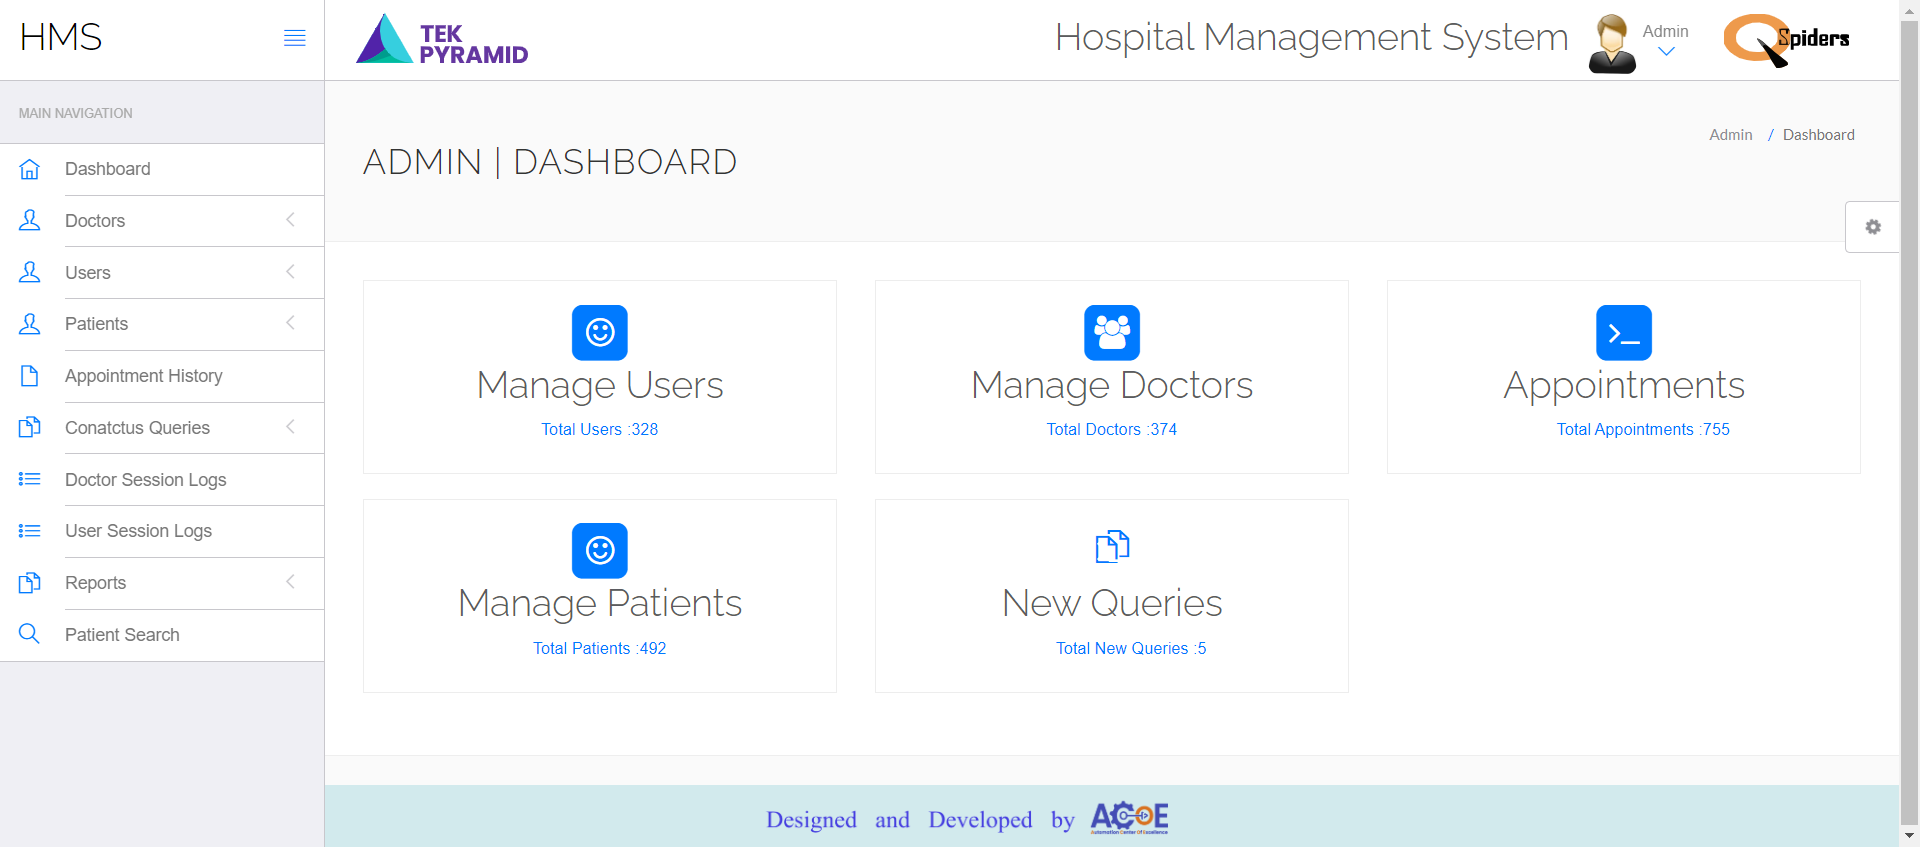 HMS
TEK
PYRAMID
Hospital Management System
Admin
Spiders
MAIN NAVIGATION
Dashboard
Doctors
Users
Patients
Appointment History
Conatctus Queries
Doctor Session Logs
User Session Logs
Reports
Patient Search
ADMIN | DASHBOARD
Admin / Dashboard
Manage Users
Total Users :328
Manage Doctors
Total Doctors :374
Appointments
Total Appointments :755
Manage Patients
Total Patients :492
New Queries
Total New Queries :5
Designed and Developed by
ACOE
Automation Center Of Excellence